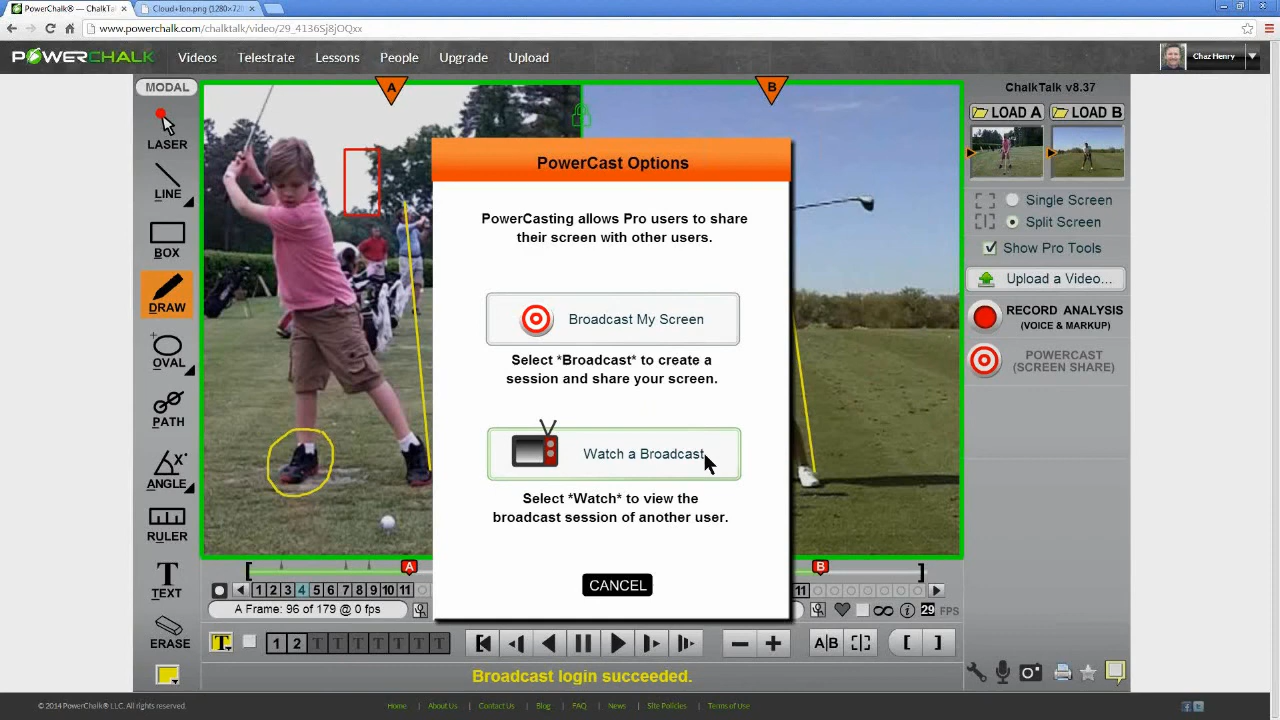 PowerChalk® — ChalkTalk
Cloud+Ion.png (1280×720)
www.powerchalk.com/chalktalk/video/29_4136Sj8jOQxx
POWERCHALK
Videos
Telestrate
Lessons
People
Upgrade
Upload
Chaz Henry
MODAL
LASER
LINE
BOX
DRAW
OVAL
PATH
ANGLE
RULER
TEXT
ERASE
A
B
PowerCast Options
PowerCasting allows Pro users to share
their screen with other users.
Broadcast My Screen
Select *Broadcast* to create a
session and share your screen.
Watch a Broadcast
Select *Watch* to view the
broadcast session of another user.
CANCEL
ChalkTalk v8.37
LOAD A
LOAD B
Single Screen
Split Screen
Show Pro Tools
Upload a Video...
RECORD ANALYSIS
(VOICE & MARKUP)
POWERCAST
(SCREEN SHARE)
A
B
1 2 3 4 5 6 7 8 9 10 11
11
A Frame: 96 of 179 @ 0 fps
29 FPS
T
1 2 T T T T T T
A|B
[ ]
Broadcast login succeeded.
© 2014 PowerChalk® LLC. All rights reserved.
Home | About Us | Contact Us | Blog | FAQ | News | Site Policies | Terms of Use